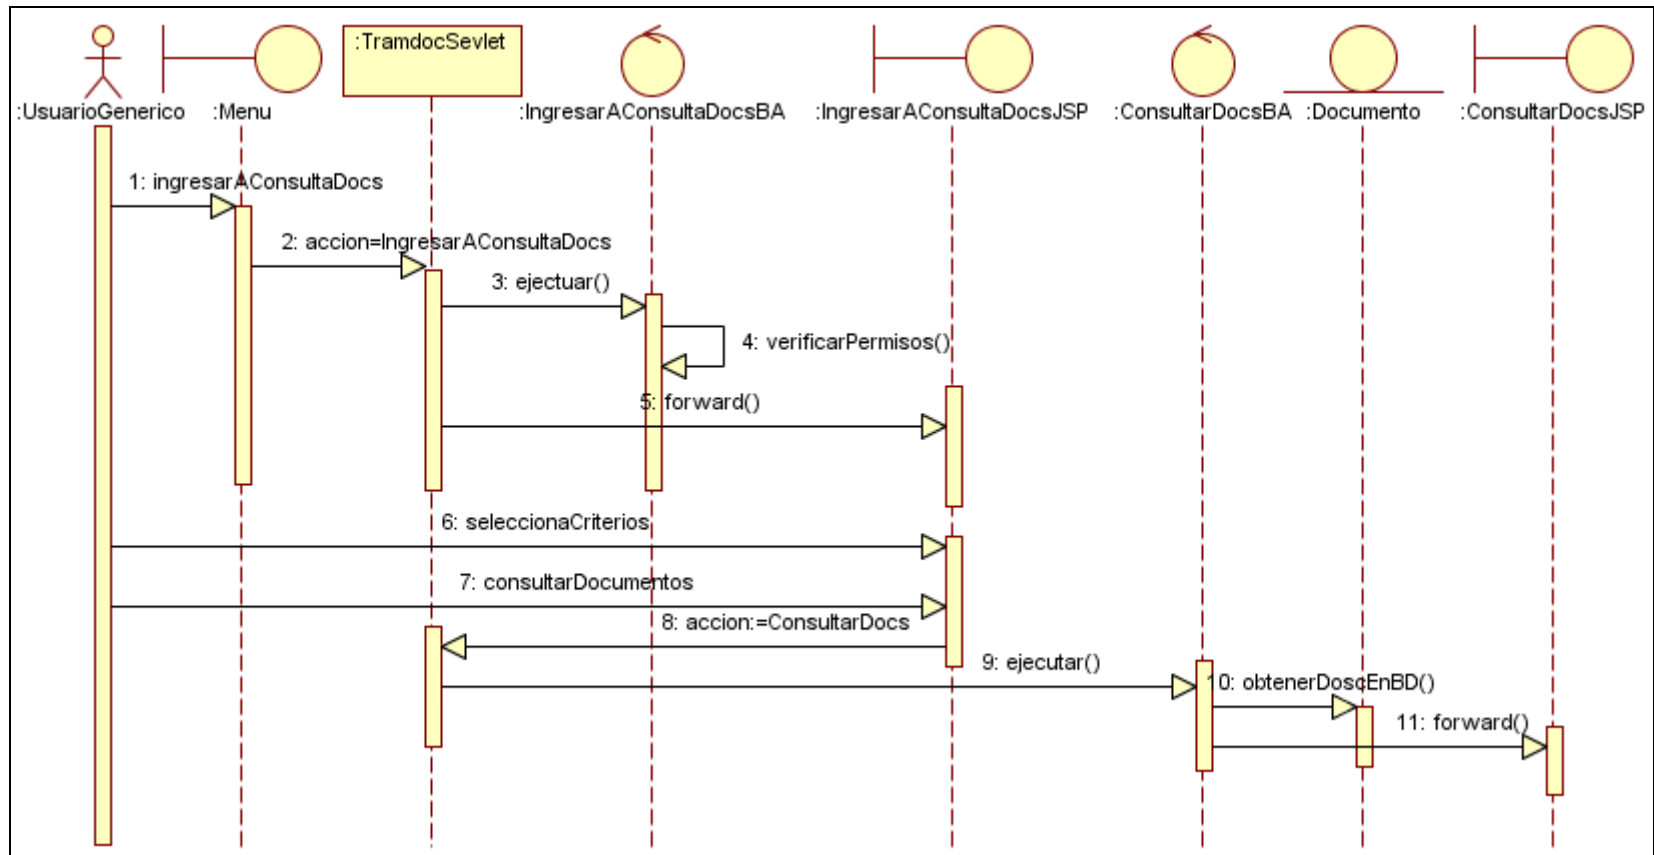 :TramdocSevlet
:UsuarioGenerico
:Menu
:IngresarAConsultaDocsBA
:IngresarAConsultaDocsJSP
:ConsultarDocsBA
:Documento
:ConsultarDocsJSP
1: ingresarAConsultaDocs
2: accion=IngresarAConsultaDocs
3: ejectuar()
4: verificarPermisos()
5: forward()
6: seleccionaCriterios
7: consultarDocumentos
8: accion:=ConsultarDocs
9: ejecutar()
10: obtenerDoscEnBD()
11: forward()